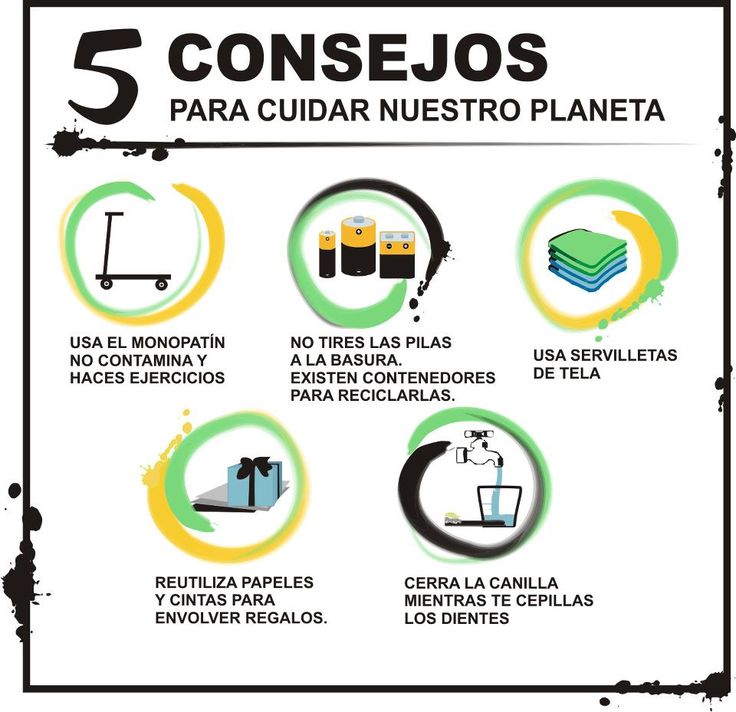 5 CONSEJOS
PARA CUIDAR NUESTRO PLANETA
USA EL MONOPATÍN
NO CONTAMINA Y
HACES EJERCICIOS
NO TIRES LAS PILAS
A LA BASURA.
EXISTEN CONTENEDORES
PARA RECICLARLAS.
USA SERVILLETAS
DE TELA
REUTILIZA PAPELES
Y CINTAS PARA
ENVOLVER REGALOS.
CERRA LA CANILLA
MIENTRAS TE CEPILLAS
LOS DIENTES